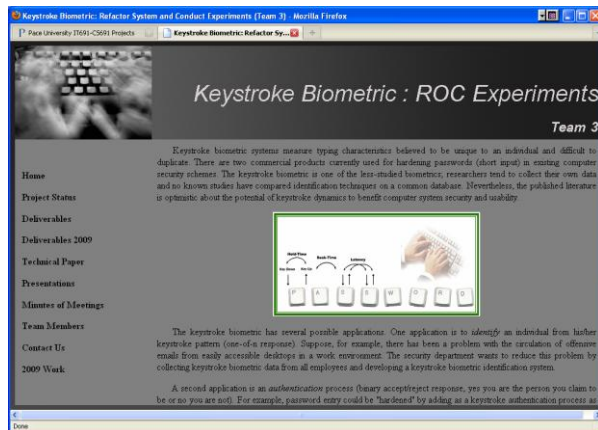 Keystroke Biometric: Refactor System and Conduct Experiments (Team 3) - Mozilla Firefox
Pace University IT691-CS691 Projects
Keystroke Biometric: Refactor Sy...
Keystroke Biometric : ROC Experiments
Team 3
Home
Project Status
Deliverables
Deliverables 2009
Technical Paper
Presentations
Minutes of Meetings
Team Members
Contact Us
2009 Work
Keystroke biometric systems measure typing characteristics believed to be unique to an individual and difficult to
duplicate. There are two commercial products currently used for hardening passwords (short input) in existing computer
security schemes. The keystroke biometric is one of the less-studied biometrics; researchers tend to collect their own data
and no known studies have compared identification techniques on a common database. Nevertheless, the published literature
is optimistic about the potential of keystroke dynamics to benefit computer system security and usability.
Hold-Time
Latency
Key Down
Key Up
P A S S W O R D
The keystroke biometric has several possible applications. One application is to identify an individual from his/her
keystroke pattern (one-of-n response). Suppose, for example, there has been a problem with the circulation of offensive
emails from easily accessible desktops in a work environment. The security department wants to reduce this problem by
collecting keystroke biometric data from all employees and developing a keystroke biometric identification system.
A second application is an authentication process (binary accept/reject response, yes you are the person you claim to
be or no you are not). For example, password entry could be "hardened" by adding as a keystroke authentication process as
Done